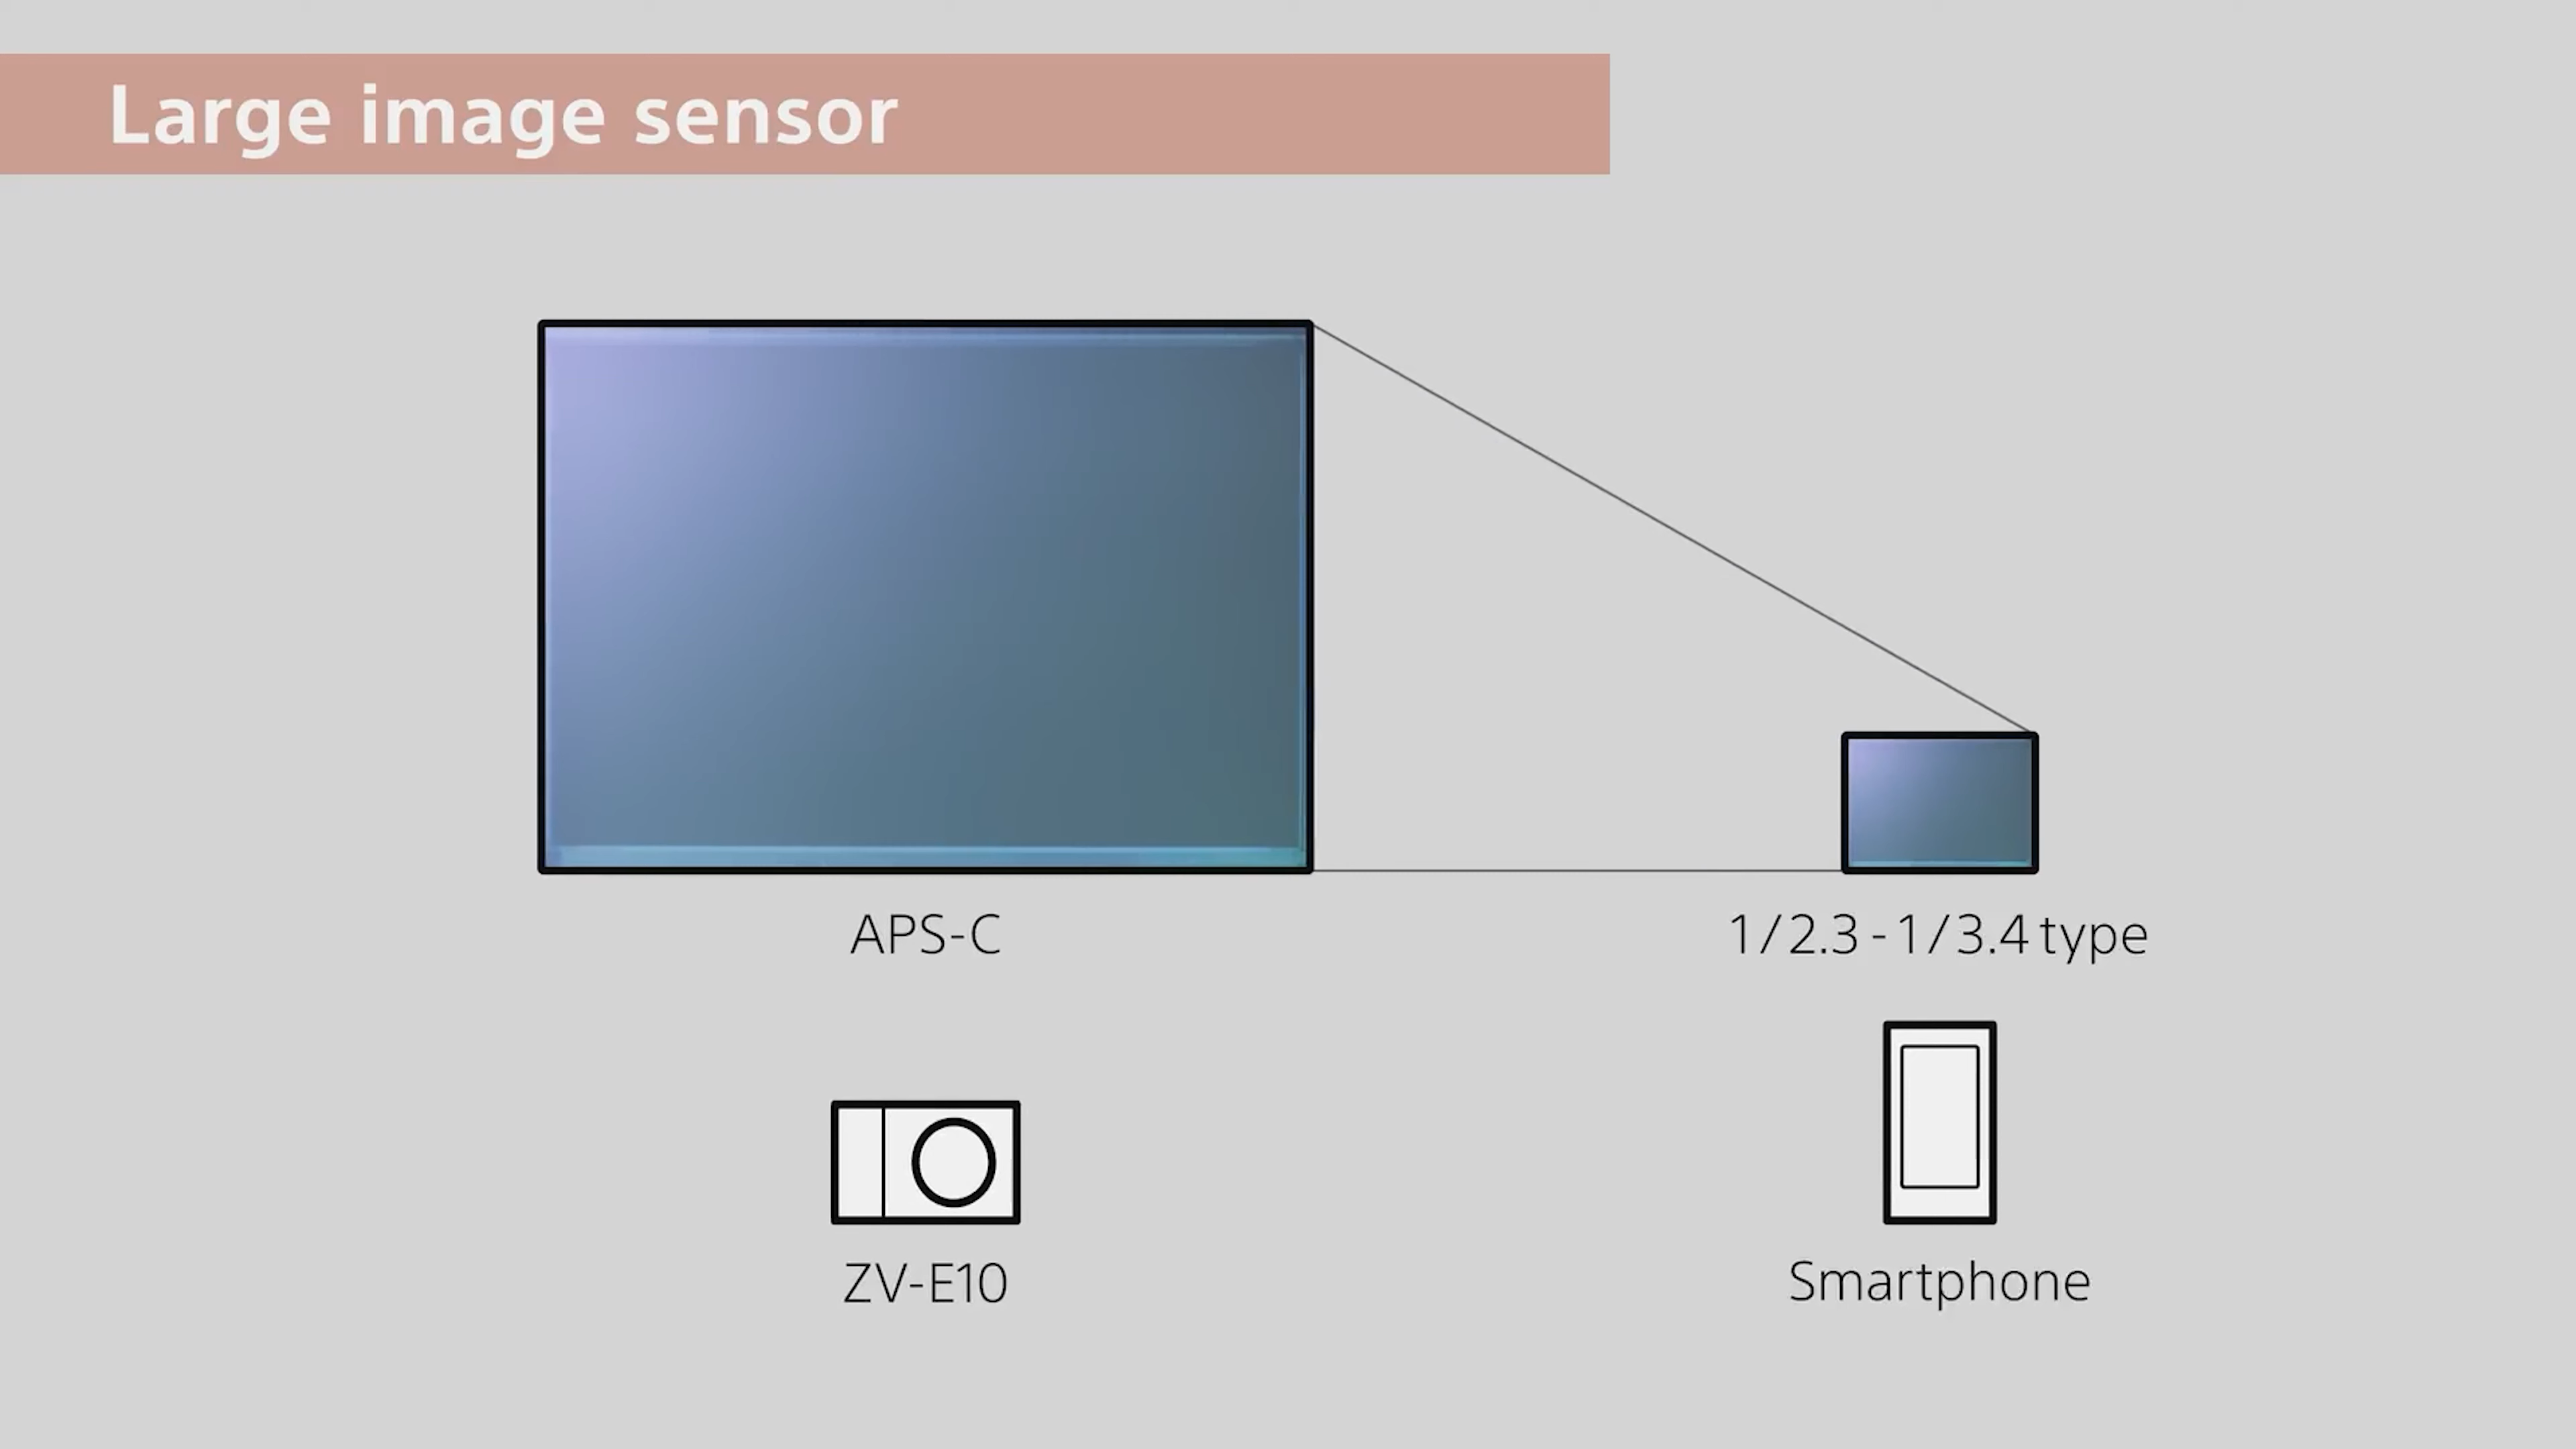 Large image sensor
APS-C
1/2.3 - 1/3.4 type
ZV-E10
Smartphone